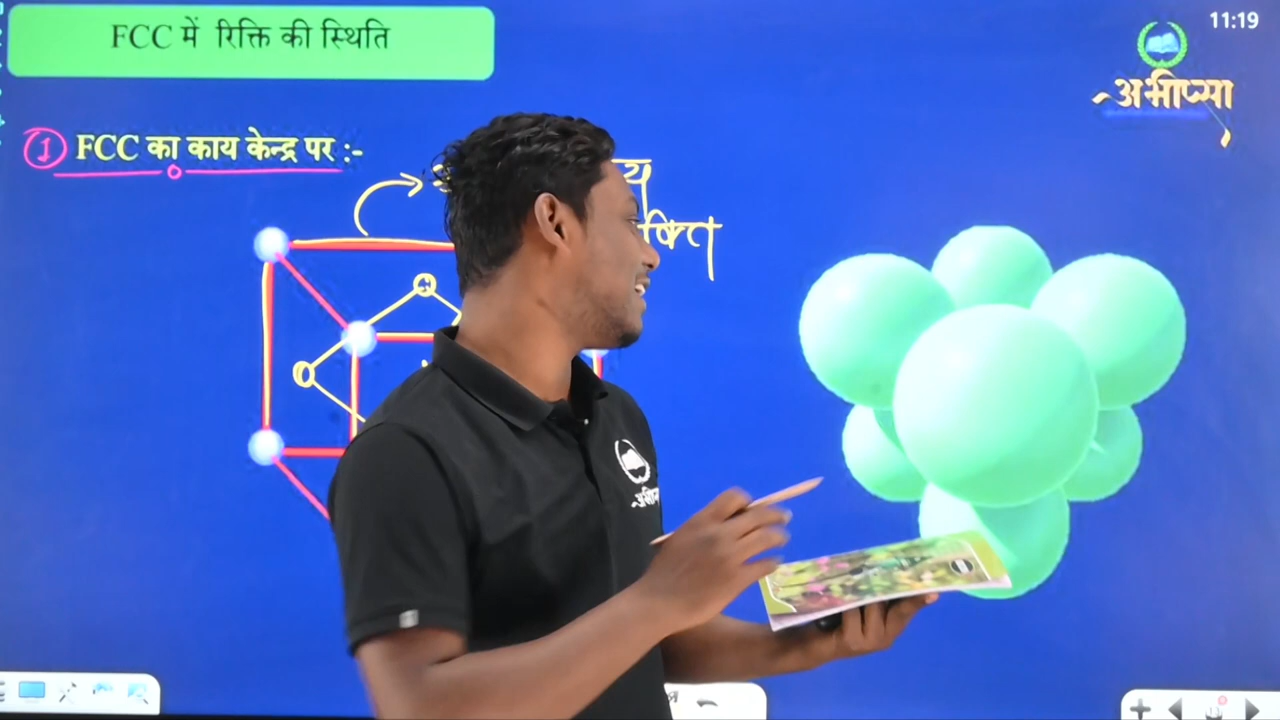 FCC में रिक्ति की स्थिति
11:19
अभीप्सा
① FCC का काय केन्द्र पर :-